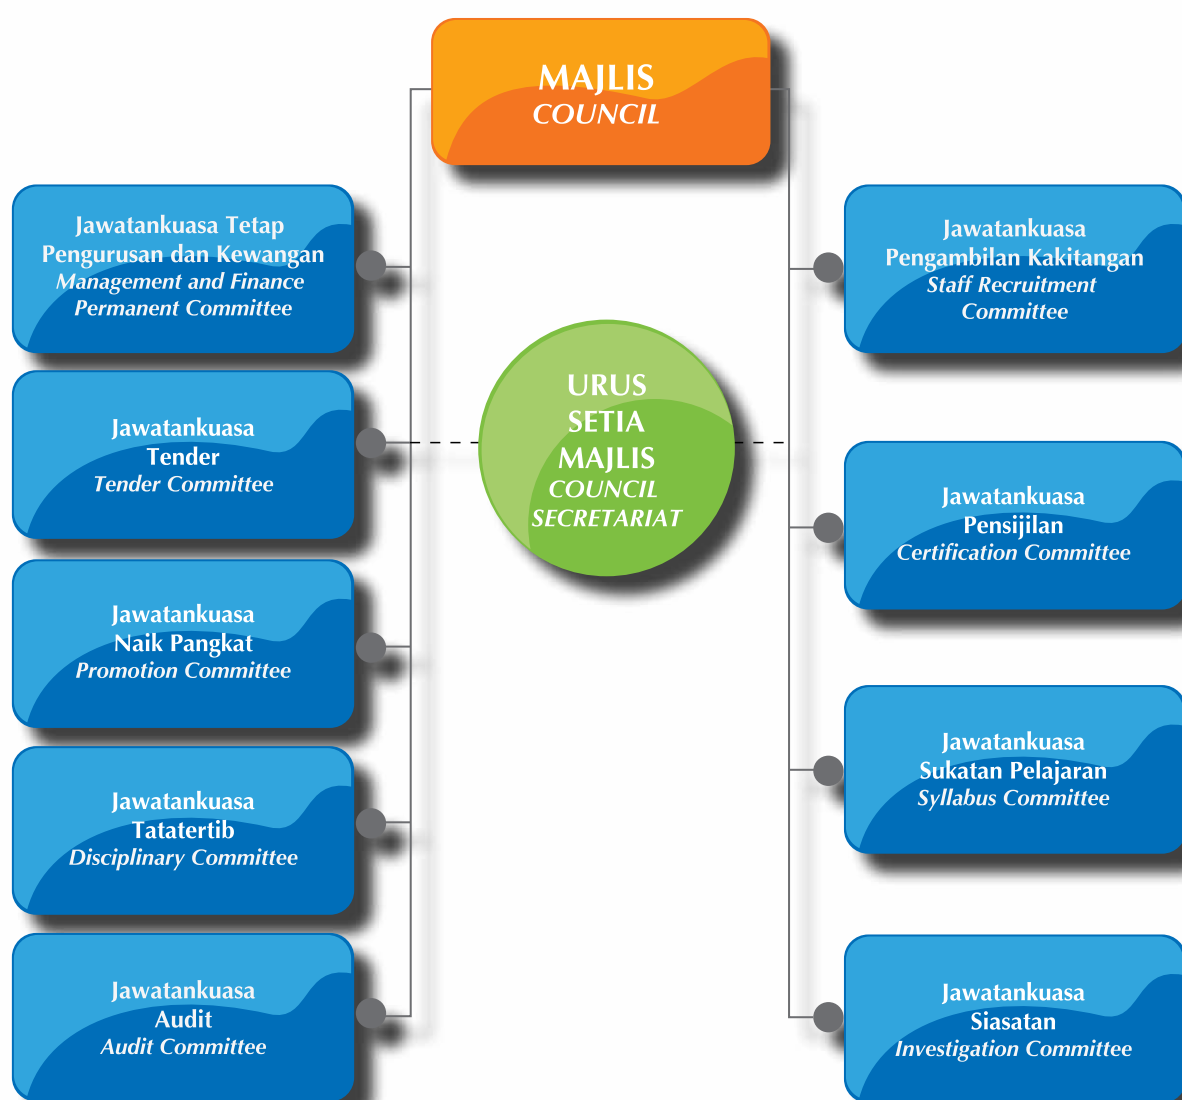 MAJLIS
COUNCIL
Jawatankuasa Tetap
Pengurusan dan Kewangan
Management and Finance
Permanent Committee
Jawatankuasa
Tender
Tender Committee
Jawatankuasa
Naik Pangkat
Promotion Committee
Jawatankuasa
Tatatertib
Disciplinary Committee
Jawatankuasa
Audit
Audit Committee
URUS
SETIA
MAJLIS
COUNCIL
SECRETARIAT
Jawatankuasa
Pengambilan Kakitangan
Staff Recruitment
Committee
Jawatankuasa
Pensijilan
Certification Committee
Jawatankuasa
Sukatan Pelajaran
Syllabus Committee
Jawatankuasa
Siasatan
Investigation Committee